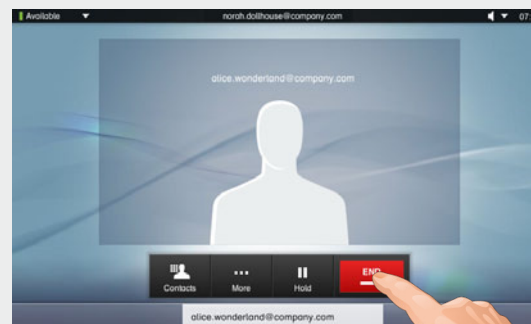 Available norah.dollhouse@company.com 07:
alice.wonderland@company.com
Contacts More Hold END
alice.wonderland@company.com